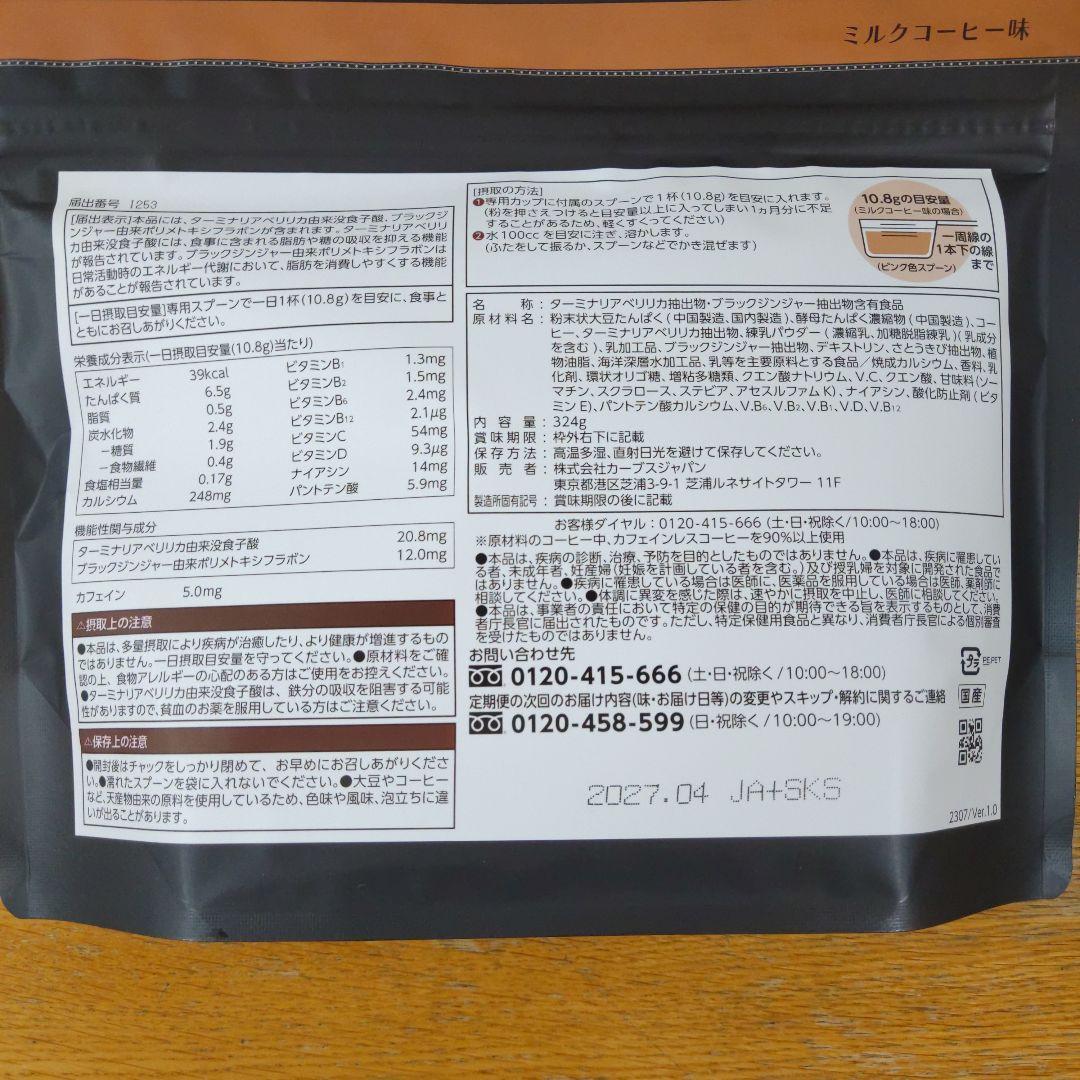 ミルクコーヒー味
届出番号 I253
[届出表示]本品には、ターミナリアベリリカ由来没食子酸、ブラックジ
ンジャー由来ポリメトキシフラボンが含まれます。ターミナリアベリリ
カ由来没食子酸には、食事に含まれる脂肪や糖の吸収を抑える機能
が報告されています。ブラックジンジャー由来ポリメトキシフラボンは
日常活動時のエネルギー代謝において、脂肪を消費しやすくする機能
があることが報告されています。
[一日摂取目安量]専用スプーンで一日1杯(10.8g)を目安に、食事と
ともにお召しあがりください。
栄養成分表示(一日摂取目安量(10.8g)当たり)
エネルギー 39kcal
たんぱく質 6.5g
脂質 0.5g
炭水化物 2.4g
－糖質 1.9g
－食物繊維 0.4g
食塩相当量 0.17g
カルシウム 248mg
ビタミンB1 1.3mg
ビタミンB2 1.5mg
ビタミンB6 2.4mg
ビタミンB12 2.1μg
ビタミンC 54mg
ビタミンD 9.3μg
ナイアシン 14mg
パントテン酸 5.9mg
機能性関与成分
ターミナリアベリリカ由来没食子酸 20.8mg
ブラックジンジャー由来ポリメトキシフラボン 12.0mg
カフェイン 5.0mg
⚠摂取上の注意
●本品は、多量摂取により疾病が治癒したり、より健康が増進するもの
ではありません。一日摂取目安量を守ってください。●原材料をご確
認の上、食物アレルギーの心配のある方はご使用をお控えください。
●ターミナリアベリリカ由来没食子酸は、鉄分の吸収を阻害する可能
性がありますので、貧血のお薬を服用している方はご注意ください。
⚠保存上の注意
●開封後はチャックをしっかり閉めて、お早めにお召しあがりくださ
い。●濡れたスプーンを袋に入れないでください。●大豆やコーヒー
など、天産物由来の原料を使用しているため、色味や風味、泡立ちに違
いが出ることがあります。
[摂取の方法]
❶専用カップに付属のスプーンで1杯(10.8g)を目安に入れます。
(粉を押さえつけると目安量以上に入ってしまい1ヵ月分に不足
することがあるため、軽くすくってください)
❷水100ccを目安に注ぎ、溶かします。
(ふたをして振るか、スプーンなどでかき混ぜます)
10.8gの目安量
(ミルクコーヒー味の場合)
一周線の
1本下の線
まで
(ピンク色スプーン)
名称：ターミナリアベリリカ抽出物・ブラックジンジャー抽出物含有食品
原材料名：粉末状大豆たんぱく(中国製造、国内製造)、酵母たんぱく濃縮物(中国製造)、コー
ヒー、ターミナリアベリリカ抽出物、練乳パウダー(濃縮乳、加糖脱脂練乳)(乳成分
を含む)、乳加工品、ブラックジンジャー抽出物、デキストリン、さとうきび抽出物、植
物油脂、海洋深層水加工品、乳等を主要原料とする食品／焼成カルシウム、香料、乳
化剤、環状オリゴ糖、増粘多糖類、クエン酸ナトリウム、V.C、クエン酸、甘味料(ソー
マチン、スクラロース、ステビア、アセスルファムK)、ナイアシン、酸化防止剤(ビタ
ミンE)、パントテン酸カルシウム、V.B6、V.B2、V.B1、V.D、V.B12
内容量：324g
賞味期限：枠外右下に記載
保存方法：高温多湿、直射日光を避けて保存してください。
販売者：株式会社カーブスジャパン
東京都港区芝浦3-9-1 芝浦ルネサイトタワー 11F
製造所固有記号：賞味期限の後に記載
お客様ダイヤル：0120-415-666 (土・日・祝除く/10:00～18:00)
※原材料のコーヒー中、カフェインレスコーヒーを90%以上使用
●本品は、疾病の診断、治療、予防を目的としたものではありません。●本品は、疾病に罹患してい
る者、未成年者、妊産婦(妊娠を計画している者を含む。)及び授乳婦を対象に開発された食品で
はありません。●疾病に罹患している場合は医師に、医薬品を服用している場合は医師、薬剤師に
相談してください。●体調に異変を感じた際は、速やかに摂取を中止し、医師に相談してください。
●本品は、事業者の責任において特定の保健の目的が期待できる旨を表示するものとして、消費
者庁長官に届出されたものです。ただし、特定保健用食品と異なり、消費者庁長官による個別審査
を受けたものではありません。
お問い合わせ先
0120-415-666 (土・日・祝除く/10:00～18:00)
定期便の次回のお届け内容(味・お届け日等)の変更やスキップ・解約に関するご連絡
0120-458-599 (日・祝除く/10:00～19:00)
プラ PE,PET
国産
2027.04 JA+SKS
2307/Ver.1.0